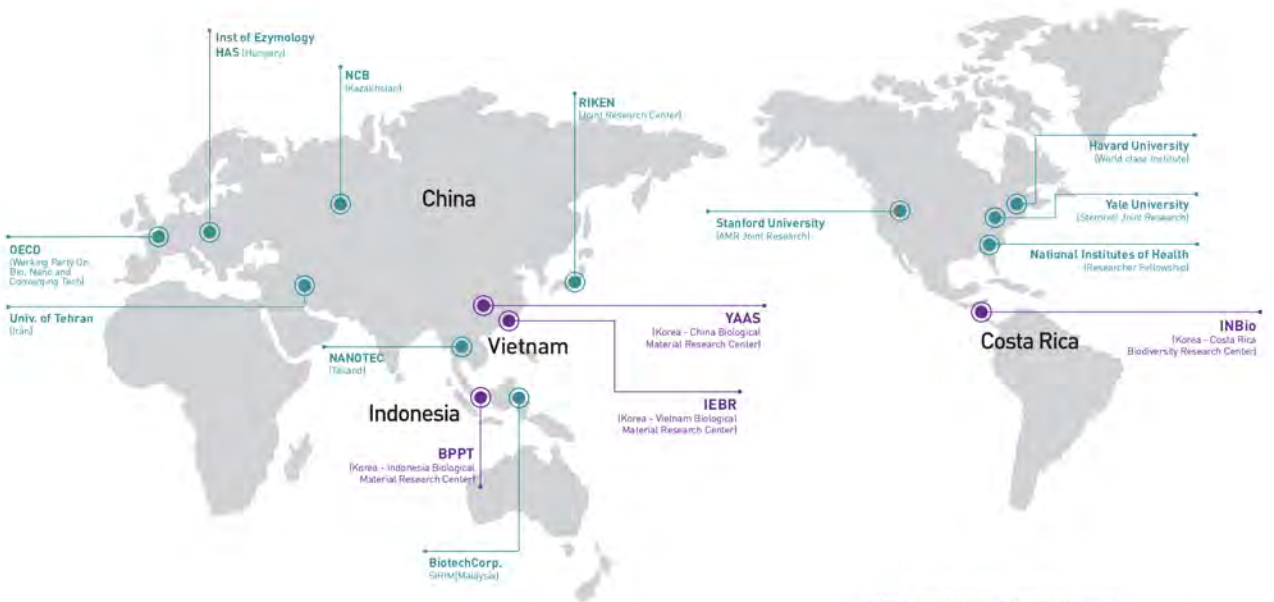 Inst of Ezymology
HAS (Hungary)
NCB
(Kazakhstan)
RIKEN
(Joint Research Center)
China
OECD
(Working Party On
Bio, Nano and
Converging Tech)
Univ. of Tehran
(Iran)
NANOTEC
Vietnam
YAAS
(Korea - China Biological
Material Research Center)
Indonesia
IEBR
(Korea - Vietnam Biological
Material Research Center)
BPPT
(Korea - Indonesia Biological
Material Research Center)
BiotechCorp.
SIRIM(Malaysia)
Havard University
(World class Institute)
Stanford University
(AMR Joint Research)
Yale University
(Stemcell Joint Research)
National Institutes of Health
(Researcher Fellowship)
Costa Rica
INBio
(Korea - Costa Rica
Biodiversity Research Center)